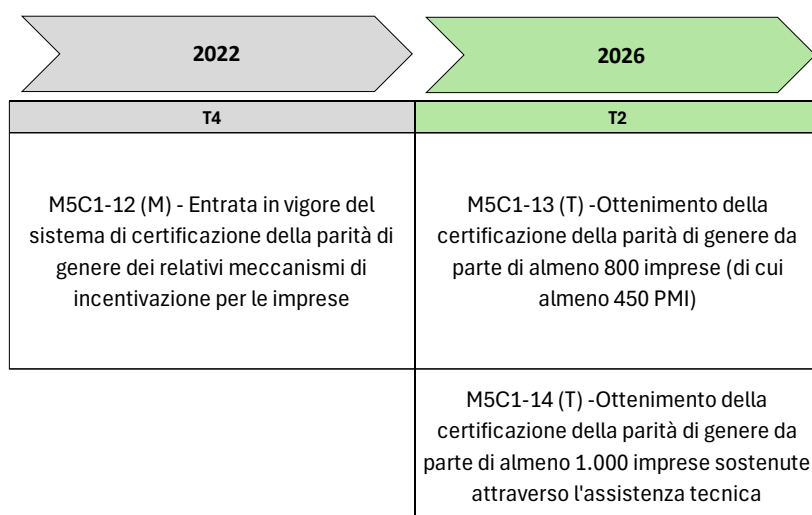 2022
2026
T4
T2
M5C1-12 (M) - Entrata in vigore del
sistema di certificazione della parità di
genere dei relativi meccanismi di
incentivazione per le imprese
M5C1-13 (T) -Ottenimento della
certificazione della parità di genere da
parte di almeno 800 imprese (di cui
almeno 450 PMI)
M5C1-14 (T) -Ottenimento della
certificazione della parità di genere da
parte di almeno 1.000 imprese sostenute
attraverso l'assistenza tecnica